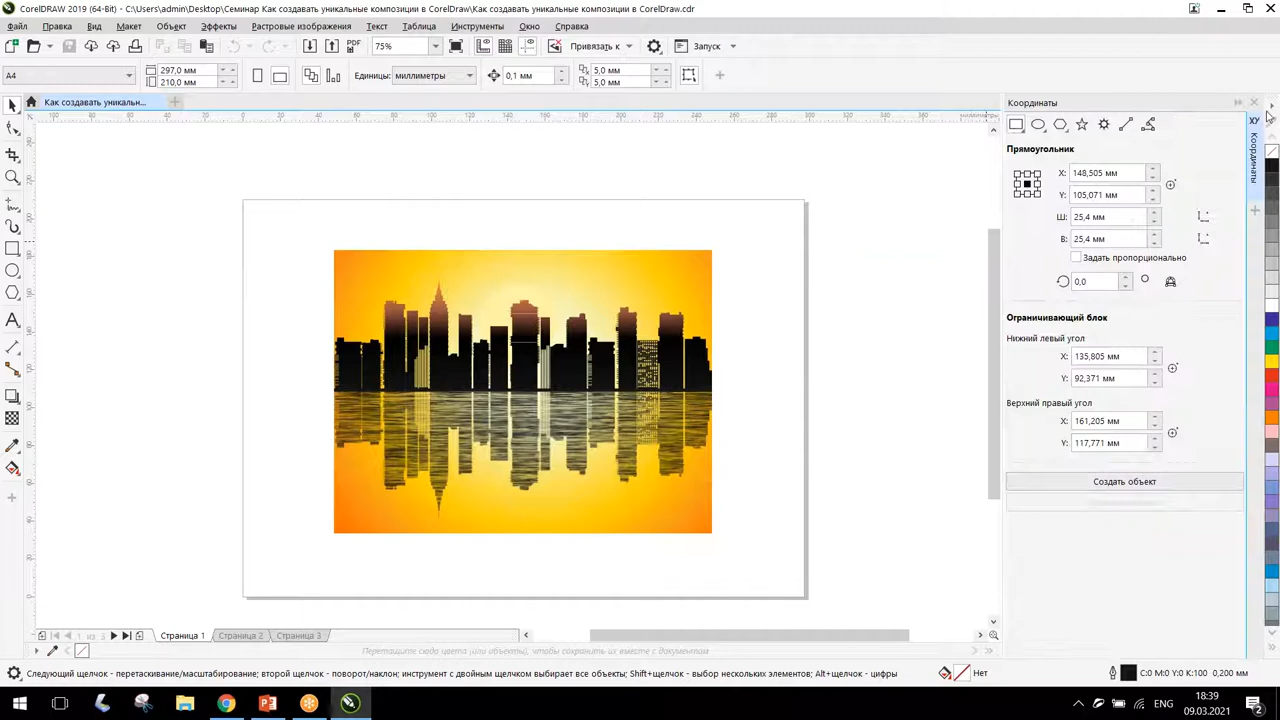 CorelDRAW 2019 (64-Bit) - C:\Users\admin\Desktop\Семинар Как создавать уникальные композиции в CorelDraw\Как создавать уникальные композиции в CorelDraw.cdr
Файл Правка Вид Макет Объект Эффекты Растровые изображения Текст Таблица Инструменты Окно Справка
PDF 75% Привязать к Запуск
A4 297,0 мм 210,0 мм Единицы: миллиметры 0,1 мм 5,0 мм 5,0 мм
Как создавать уникальн...
Координаты
Прямоугольник
X: 148,505 мм
Y: 105,071 мм
Ш: 25,4 мм
В: 25,4 мм
Задать пропорционально
0,0
Ограничивающий блок
Нижний левый угол
X: 135,805 мм
Y: 92,371 мм
Верхний правый угол
X: 161,205 мм
Y: 117,771 мм
Создать объект
Координаты
1 из 3 Страница 1 Страница 2 Страница 3
Перетащите сюда цвета (или объекты), чтобы сохранить их вместе с документом
Следующий щелчок - перетаскивание/масштабирование; второй щелчок - поворот/наклон; инструмент с двойным щелчком выбирает все объекты; Shift+щелчок - выбор нескольких элементов; Alt+щелчок - цифры Нет C:0 M:0 Y:0 K:100 0,200 мм
ENG 18:39
09.03.2021 2